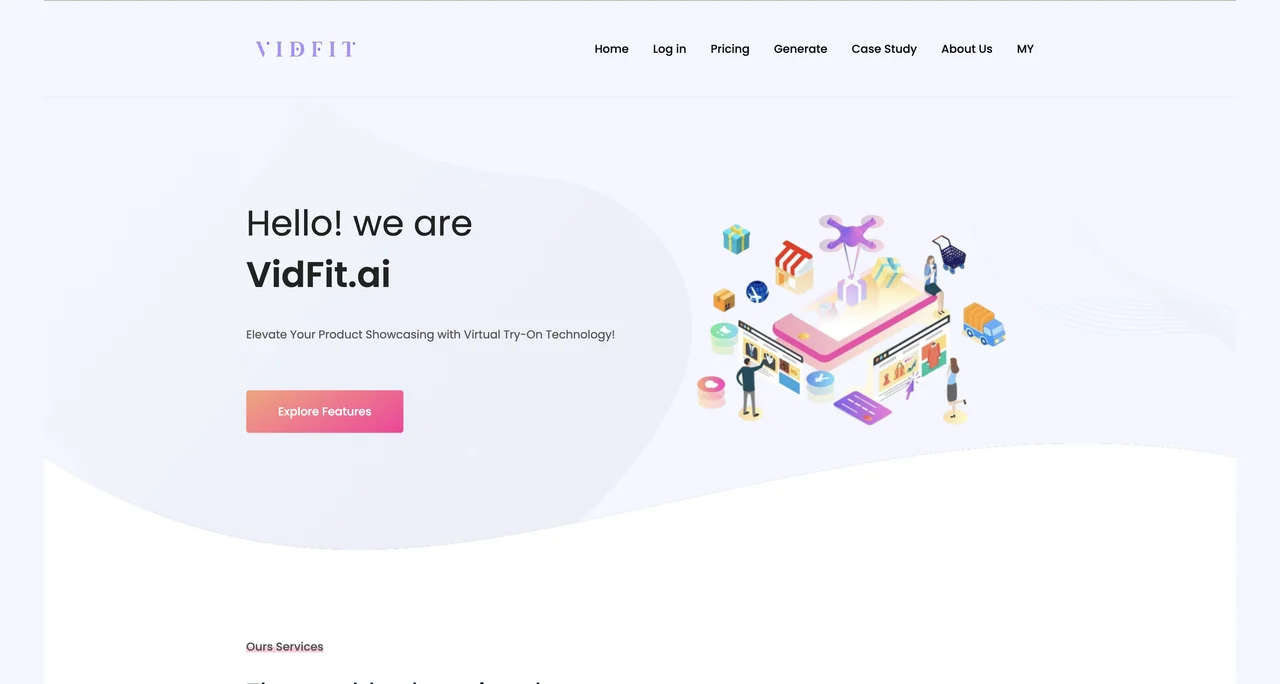 VIDFIT
Home
Log in
Pricing
Generate
Case Study
About Us
MY
Hello! we are
VidFit.ai
Elevate Your Product Showcasing with Virtual Try-On Technology!
Explore Features
Ours Services